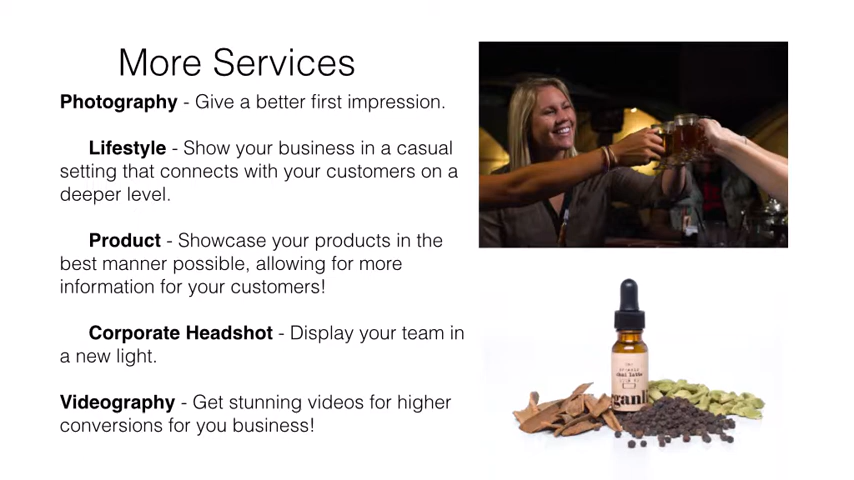 More Services
Photography - Give a better first impression.
Lifestyle - Show your business in a casual
setting that connects with your customers on a
deeper level.
Product - Showcase your products in the
best manner possible, allowing for more
information for your customers!
Corporate Headshot - Display your team in
a new light.
Videography - Get stunning videos for higher
conversions for you business!